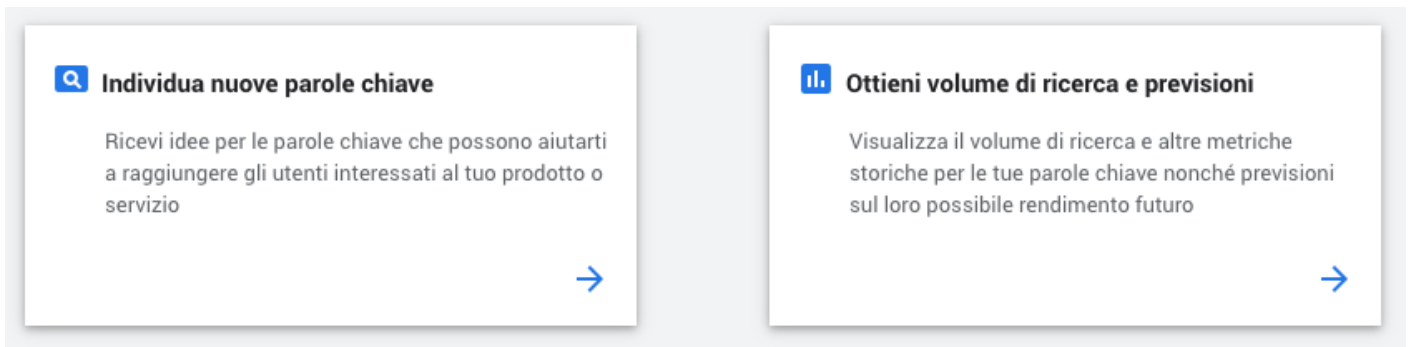 Individua nuove parole chiave
Ricevi idee per le parole chiave che possono aiutarti
a raggiungere gli utenti interessati al tuo prodotto o
servizio
Ottieni volume di ricerca e previsioni
Visualizza il volume di ricerca e altre metriche
storiche per le tue parole chiave nonché previsioni
sul loro possibile rendimento futuro